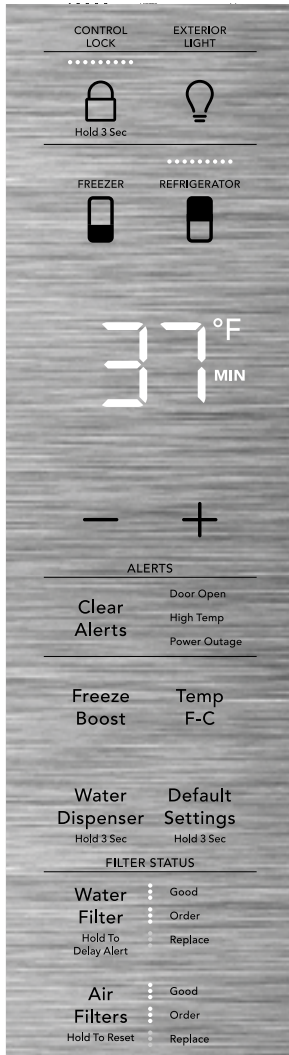 CONTROL EXTERIOR
LOCK LIGHT
Hold 3 Sec
FREEZER REFRIGERATOR
37 °F
MIN
− +
ALERTS
Clear
Alerts
Door Open
High Temp
Power Outage
Freeze
Boost
Temp
F-C
Water
Dispenser
Hold 3 Sec
Default
Settings
Hold 3 Sec
FILTER STATUS
Water
Filter
Hold To
Delay Alert
Good
Order
Replace
Air
Filters
Hold To Reset
Good
Order
Replace